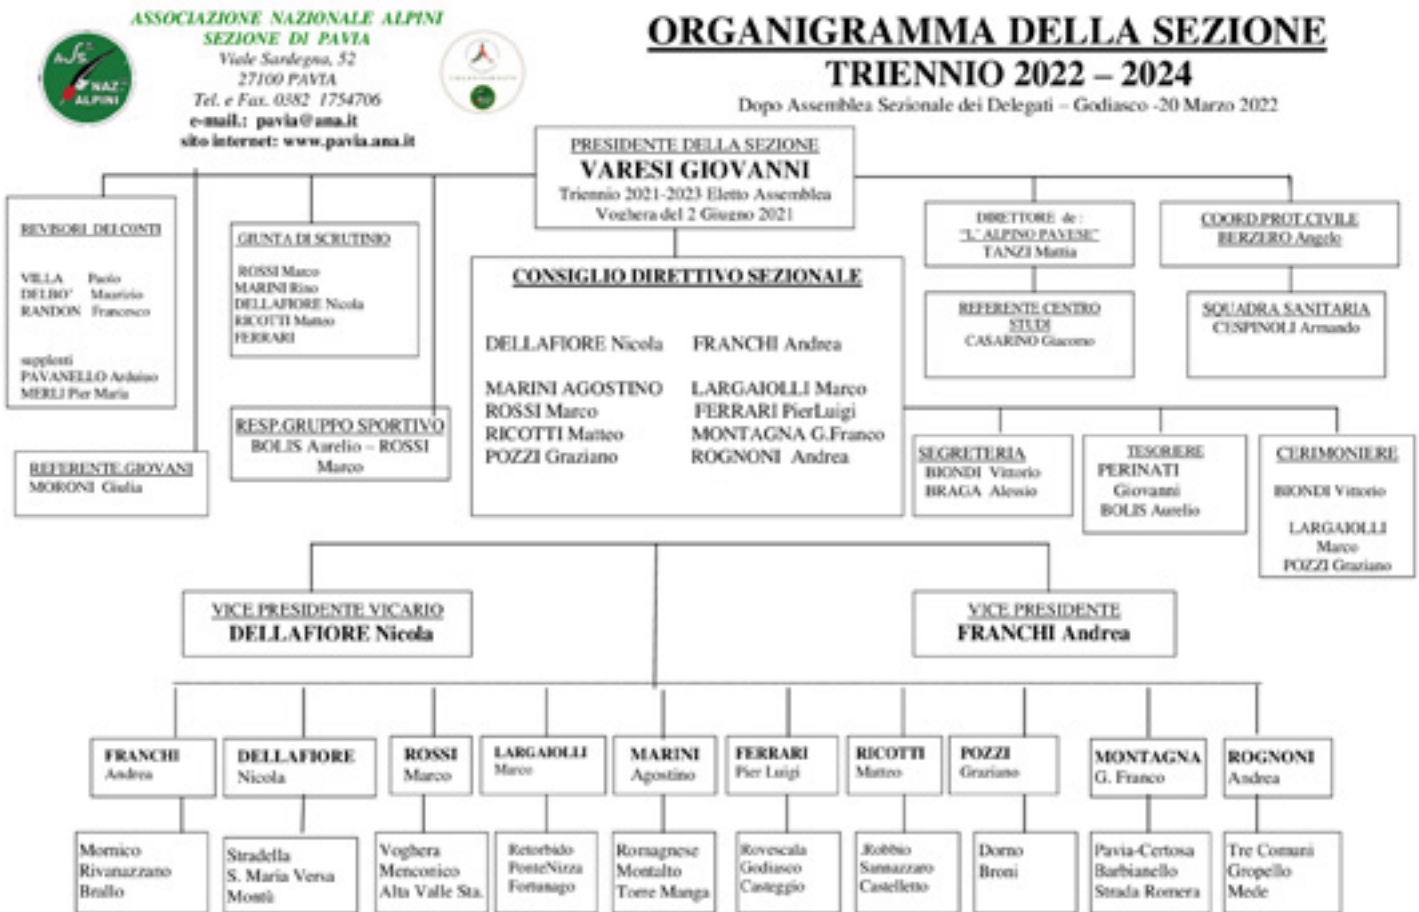 ASSOCIAZIONE NAZIONALE ALPINI
SEZIONE DI PAVIA
Viale Sardegna, 52
27100 PAVIA
Tel. e Fax. 0382 1754706
e-mail.: pavia@ana.it
sito internet: www.pavia.ana.it
NAZ.
ALPINI
ORGANIGRAMMA DELLA SEZIONE
TRIENNIO 2022 – 2024
Dopo Assemblea Sezionale dei Delegati – Godiasco -20 Marzo 2022
PRESIDENTE DELLA SEZIONE
VARESI GIOVANNI
Triennio 2021-2023 Eletto Assemblea
Voghera del 2 Giugno 2021
REVISORI DEI CONTI
VILLA Paolo
DELBO' Maurizio
RANDON Francesco
supplenti
PAVANELLO Arduino
MERLI Pier Maria
GIUNTA DI SCRUTINIO
ROSSI Marco
MARINI Rino
DELLAFIORE Nicola
RICOTTI Matteo
FERRARI
DIRETTORE de :
"L' ALPINO PAVESE"
TANZI Mattia
COORD.PROT.CIVILE
BERZERO Angelo
REFERENTE CENTRO
STUDI
CASARINO Giacomo
SQUADRA SANITARIA
CESPINOLI Armando
CONSIGLIO DIRETTIVO SEZIONALE
DELLAFIORE Nicola FRANCHI Andrea
MARINI AGOSTINO LARGAIOLLI Marco
ROSSI Marco FERRARI PierLuigi
RICOTTI Matteo MONTAGNA G.Franco
POZZI Graziano ROGNONI Andrea
REFERENTE GIOVANI
MORONI Giulia
RESP.GRUPPO SPORTIVO
BOLIS Aurelio – ROSSI
Marco
SEGRETERIA
BIONDI Vittorio
BRAGA Alessio
TESORIERE
PERINATI
Giovanni
BOLIS Aurelio
CERIMONIERE
BIONDI Vittorio
LARGAIOLLI
Marco
POZZI Graziano
VICE PRESIDENTE VICARIO
DELLAFIORE Nicola
VICE PRESIDENTE
FRANCHI Andrea
FRANCHI
Andrea
DELLAFIORE
Nicola
ROSSI
Marco
LARGAIOLLI
Marco
MARINI
Agostino
FERRARI
Pier Luigi
RICOTTI
Matteo
POZZI
Graziano
MONTAGNA
G. Franco
ROGNONI
Andrea
Mornico
Rivanazzano
Brallo
Stradella
S. Maria Versa
Montù
Voghera
Menconico
Alta Valle Sta.
Retorbido
PonteNizza
Fortunago
Romagnese
Montalto
Torre Manga
Rovescala
Godiasco
Casteggio
.Robbio
Sannazzaro
Castelletto
Dorno
Broni
Pavia-Certosa
Barbianello
Strada Romera
Tre Comuni
Gropello
Mede